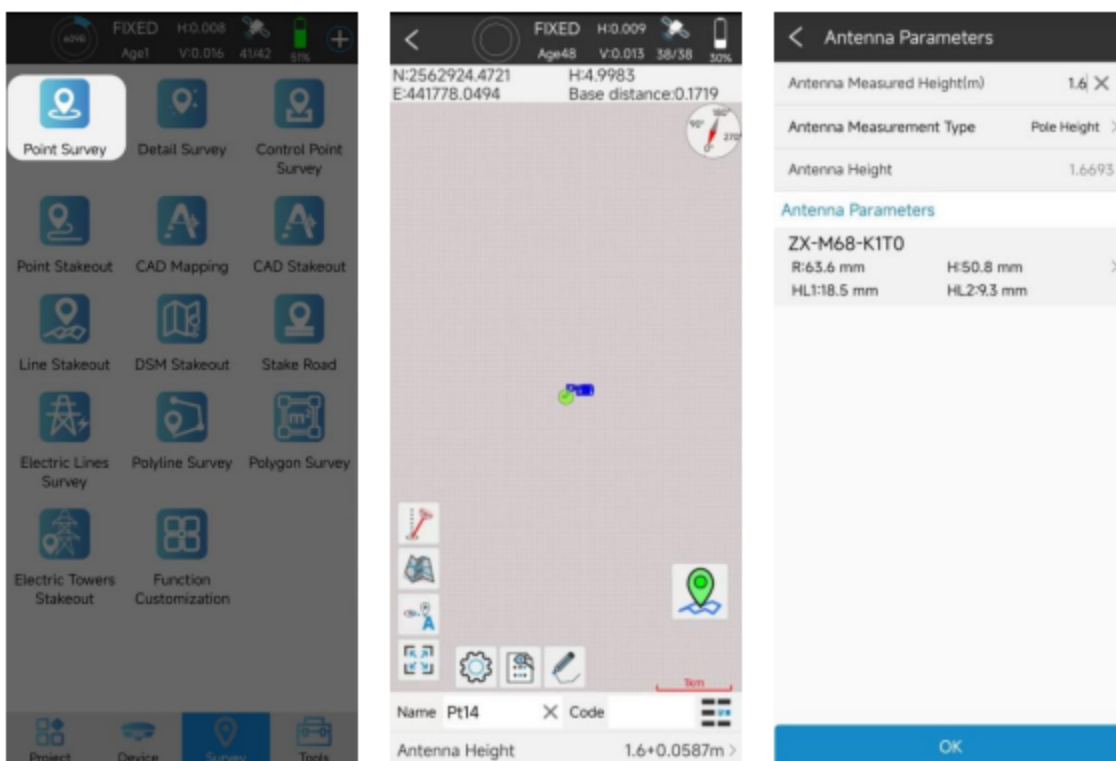 FIXED H:0.008
Age1 V:0.016 41/42 51%
Point Survey Detail Survey Control Point Survey
Point Stakeout CAD Mapping CAD Stakeout
Line Stakeout DSM Stakeout Stake Road
Electric Lines Survey Polyline Survey Polygon Survey
Electric Towers Stakeout Function Customization
Project Device Survey Tools
FIXED H:0.009
Age48 V:0.013 38/38 30%
N:2562924.4721 H:4.9983
E:441778.0494 Base distance:0.1719
90° 180° 270° 0°
A
1km
Name Pt14 Code
Antenna Height 1.6+0.0587m >
Antenna Parameters
Antenna Measured Height(m) 1.6
Antenna Measurement Type Pole Height
Antenna Height 1.6693
Antenna Parameters
ZX-M68-K1T0
R:63.6 mm H:50.8 mm
HL1:18.5 mm HL2:9.3 mm
OK